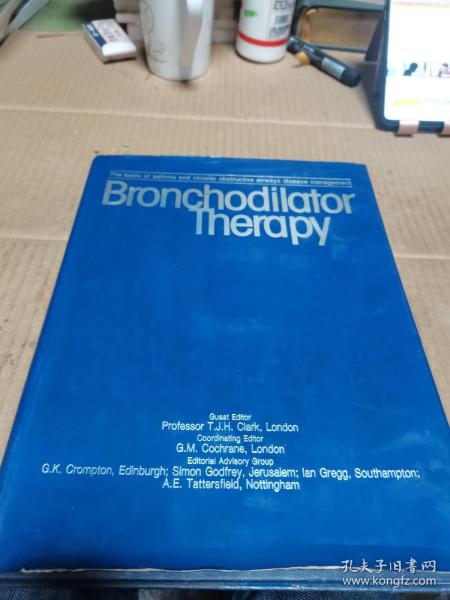 The basis of asthma and chronic obstructive airways disease management
Bronchodilator
Therapy
Guest Editor
Professor T.J.H. Clark, London
Coordinating Editor
G.M. Cochrane, London
Editorial Advisory Group
G.K. Crompton, Edinburgh; Simon Godfrey, Jerusalem; Ian Gregg, Southampton;
A.E. Tattersfield, Nottingham
孔夫子旧书网
www.kongfz.com